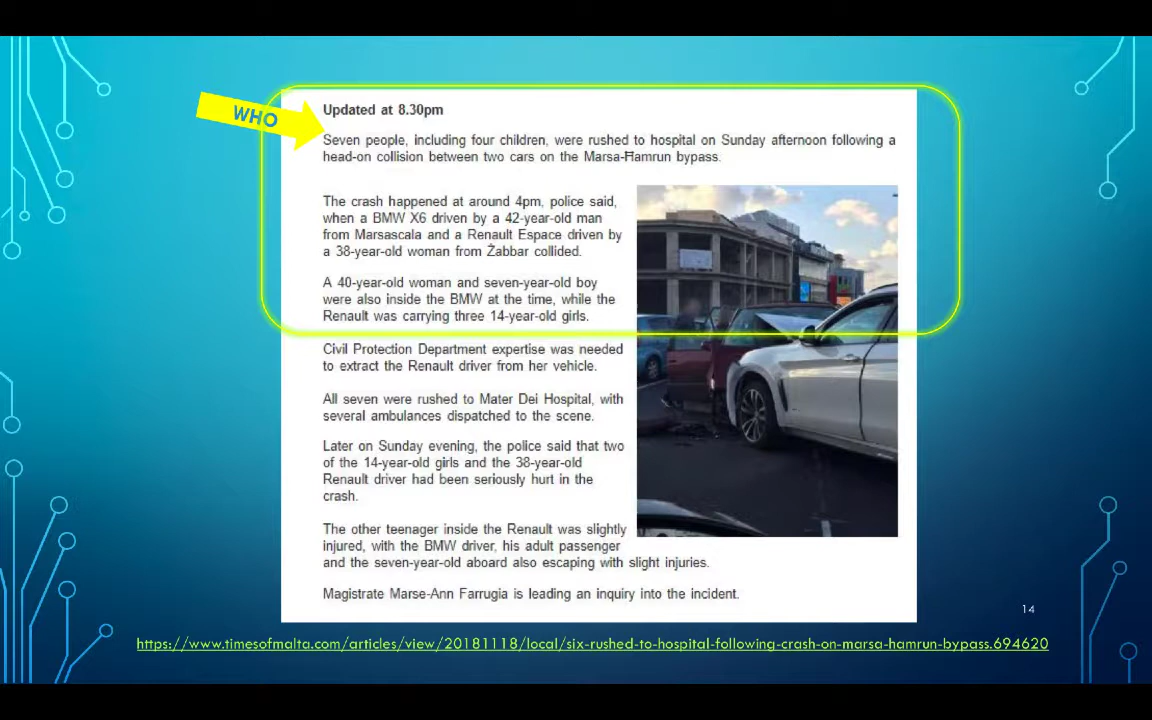 WHO
Updated at 8.30pm
Seven people, including four children, were rushed to hospital on Sunday afternoon following a
head-on collision between two cars on the Marsa-Ħamrun bypass.
The crash happened at around 4pm, police said,
when a BMW X6 driven by a 42-year-old man
from Marsascala and a Renault Espace driven by
a 38-year-old woman from Żabbar collided.
A 40-year-old woman and seven-year-old boy
were also inside the BMW at the time, while the
Renault was carrying three 14-year-old girls.
Civil Protection Department expertise was needed
to extract the Renault driver from her vehicle.
All seven were rushed to Mater Dei Hospital, with
several ambulances dispatched to the scene.
Later on Sunday evening, the police said that two
of the 14-year-old girls and the 38-year-old
Renault driver had been seriously hurt in the
crash.
The other teenager inside the Renault was slightly
injured, with the BMW driver, his adult passenger
and the seven-year-old aboard also escaping with slight injuries.
Magistrate Marse-Ann Farrugia is leading an inquiry into the incident.
14
https://www.timesofmalta.com/articles/view/20181118/local/six-rushed-to-hospital-following-crash-on-marsa-hamrun-bypass.694620